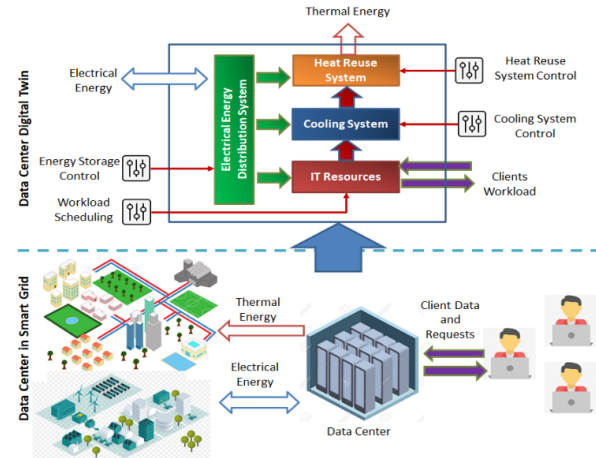 Thermal Energy
Data Center Digital Twin
Electrical
Energy
Electrical Energy
Distribution System
Heat Reuse
System
Heat Reuse
System Control
Cooling System
Cooling System
Control
Energy Storage
Control
IT Resources
Clients
Workload
Workload
Scheduling
Data Center in Smart Grid
Thermal
Energy
Client Data
and
Requests
Electrical
Energy
Data Center